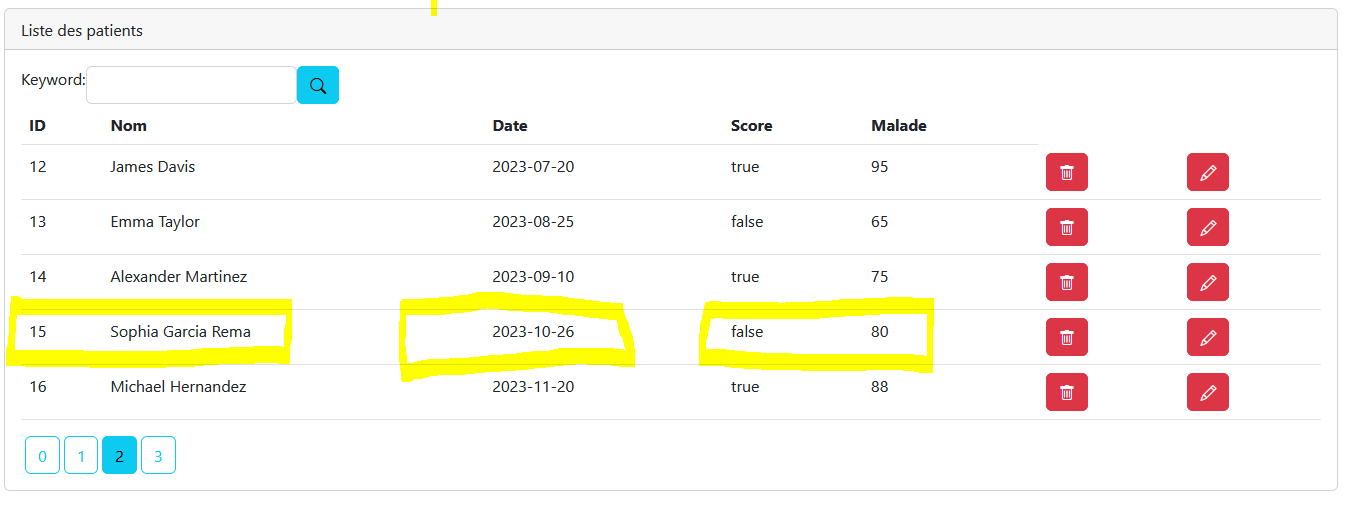 Liste des patients
Keyword:
ID Nom Date Score Malade
12 James Davis 2023-07-20 true 95
13 Emma Taylor 2023-08-25 false 65
14 Alexander Martinez 2023-09-10 true 75
15 Sophia Garcia Rema 2023-10-26 false 80
16 Michael Hernandez 2023-11-20 true 88
0 1 2 3